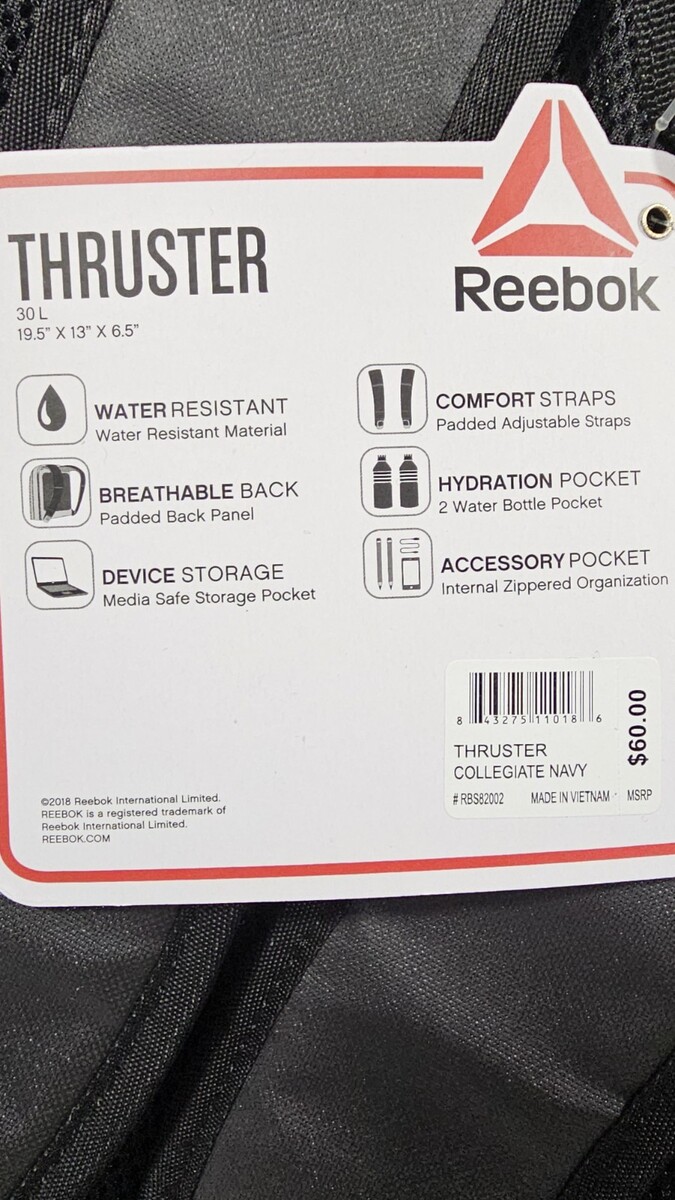 Reebok
THRUSTER
30 L
19.5" X 13" X 6.5"
WATER RESISTANT
Water Resistant Material
BREATHABLE BACK
Padded Back Panel
DEVICE STORAGE
Media Safe Storage Pocket
COMFORT STRAPS
Padded Adjustable Straps
HYDRATION POCKET
2 Water Bottle Pocket
ACCESSORY POCKET
Internal Zippered Organization
8 43275 11018 6
THRUSTER
COLLEGIATE NAVY
# RBS82002 MADE IN VIETNAM MSRP
$60.00
©2018 Reebok International Limited.
REEBOK is a registered trademark of
Reebok International Limited.
REEBOK.COM